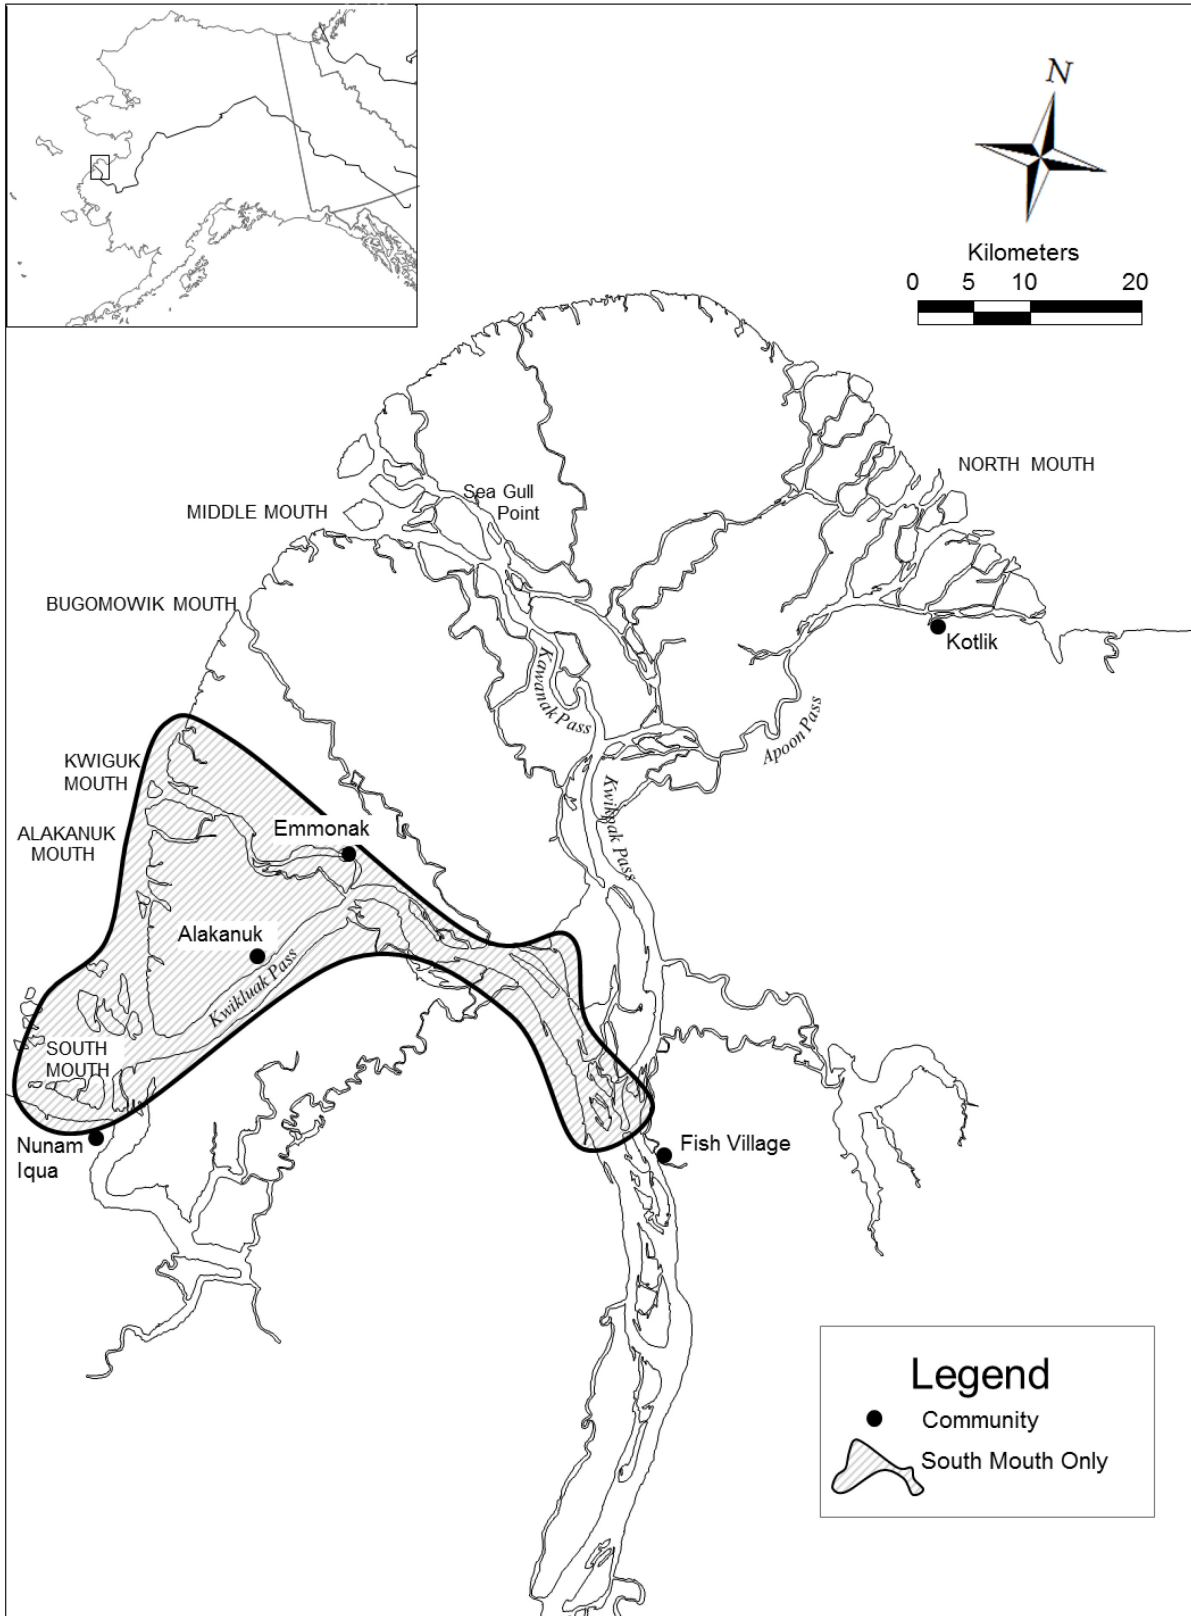 N
Kilometers
0 5 10 20
NORTH MOUTH
Sea Gull
Point
MIDDLE MOUTH
BUGOMOWIK MOUTH
Kotlik
Kawanak Pass
Apoon Pass
KWIGUK
MOUTH
Kwikpak Pass
ALAKANUK
MOUTH
Emmonak
Alakanuk
Kwikluak Pass
SOUTH
MOUTH
Nunam
Iqua
Fish Village
Legend
Community
South Mouth Only